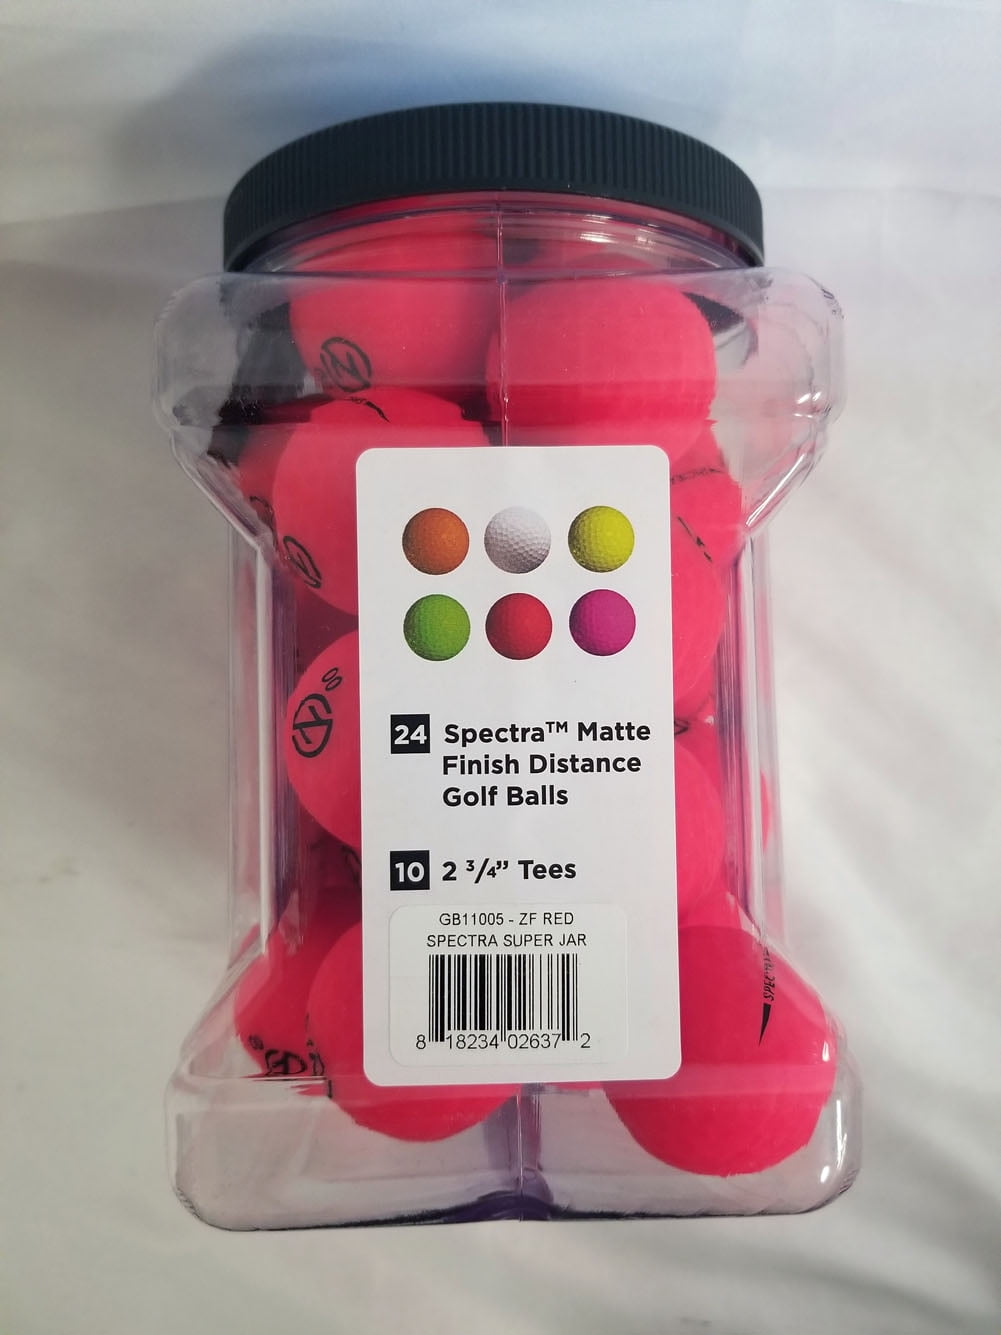 24 Spectra™ Matte
Finish Distance
Golf Balls
10 2 3/4” Tees
GB11005 - ZF RED
SPECTRA SUPER JAR
8 18234 02637 2